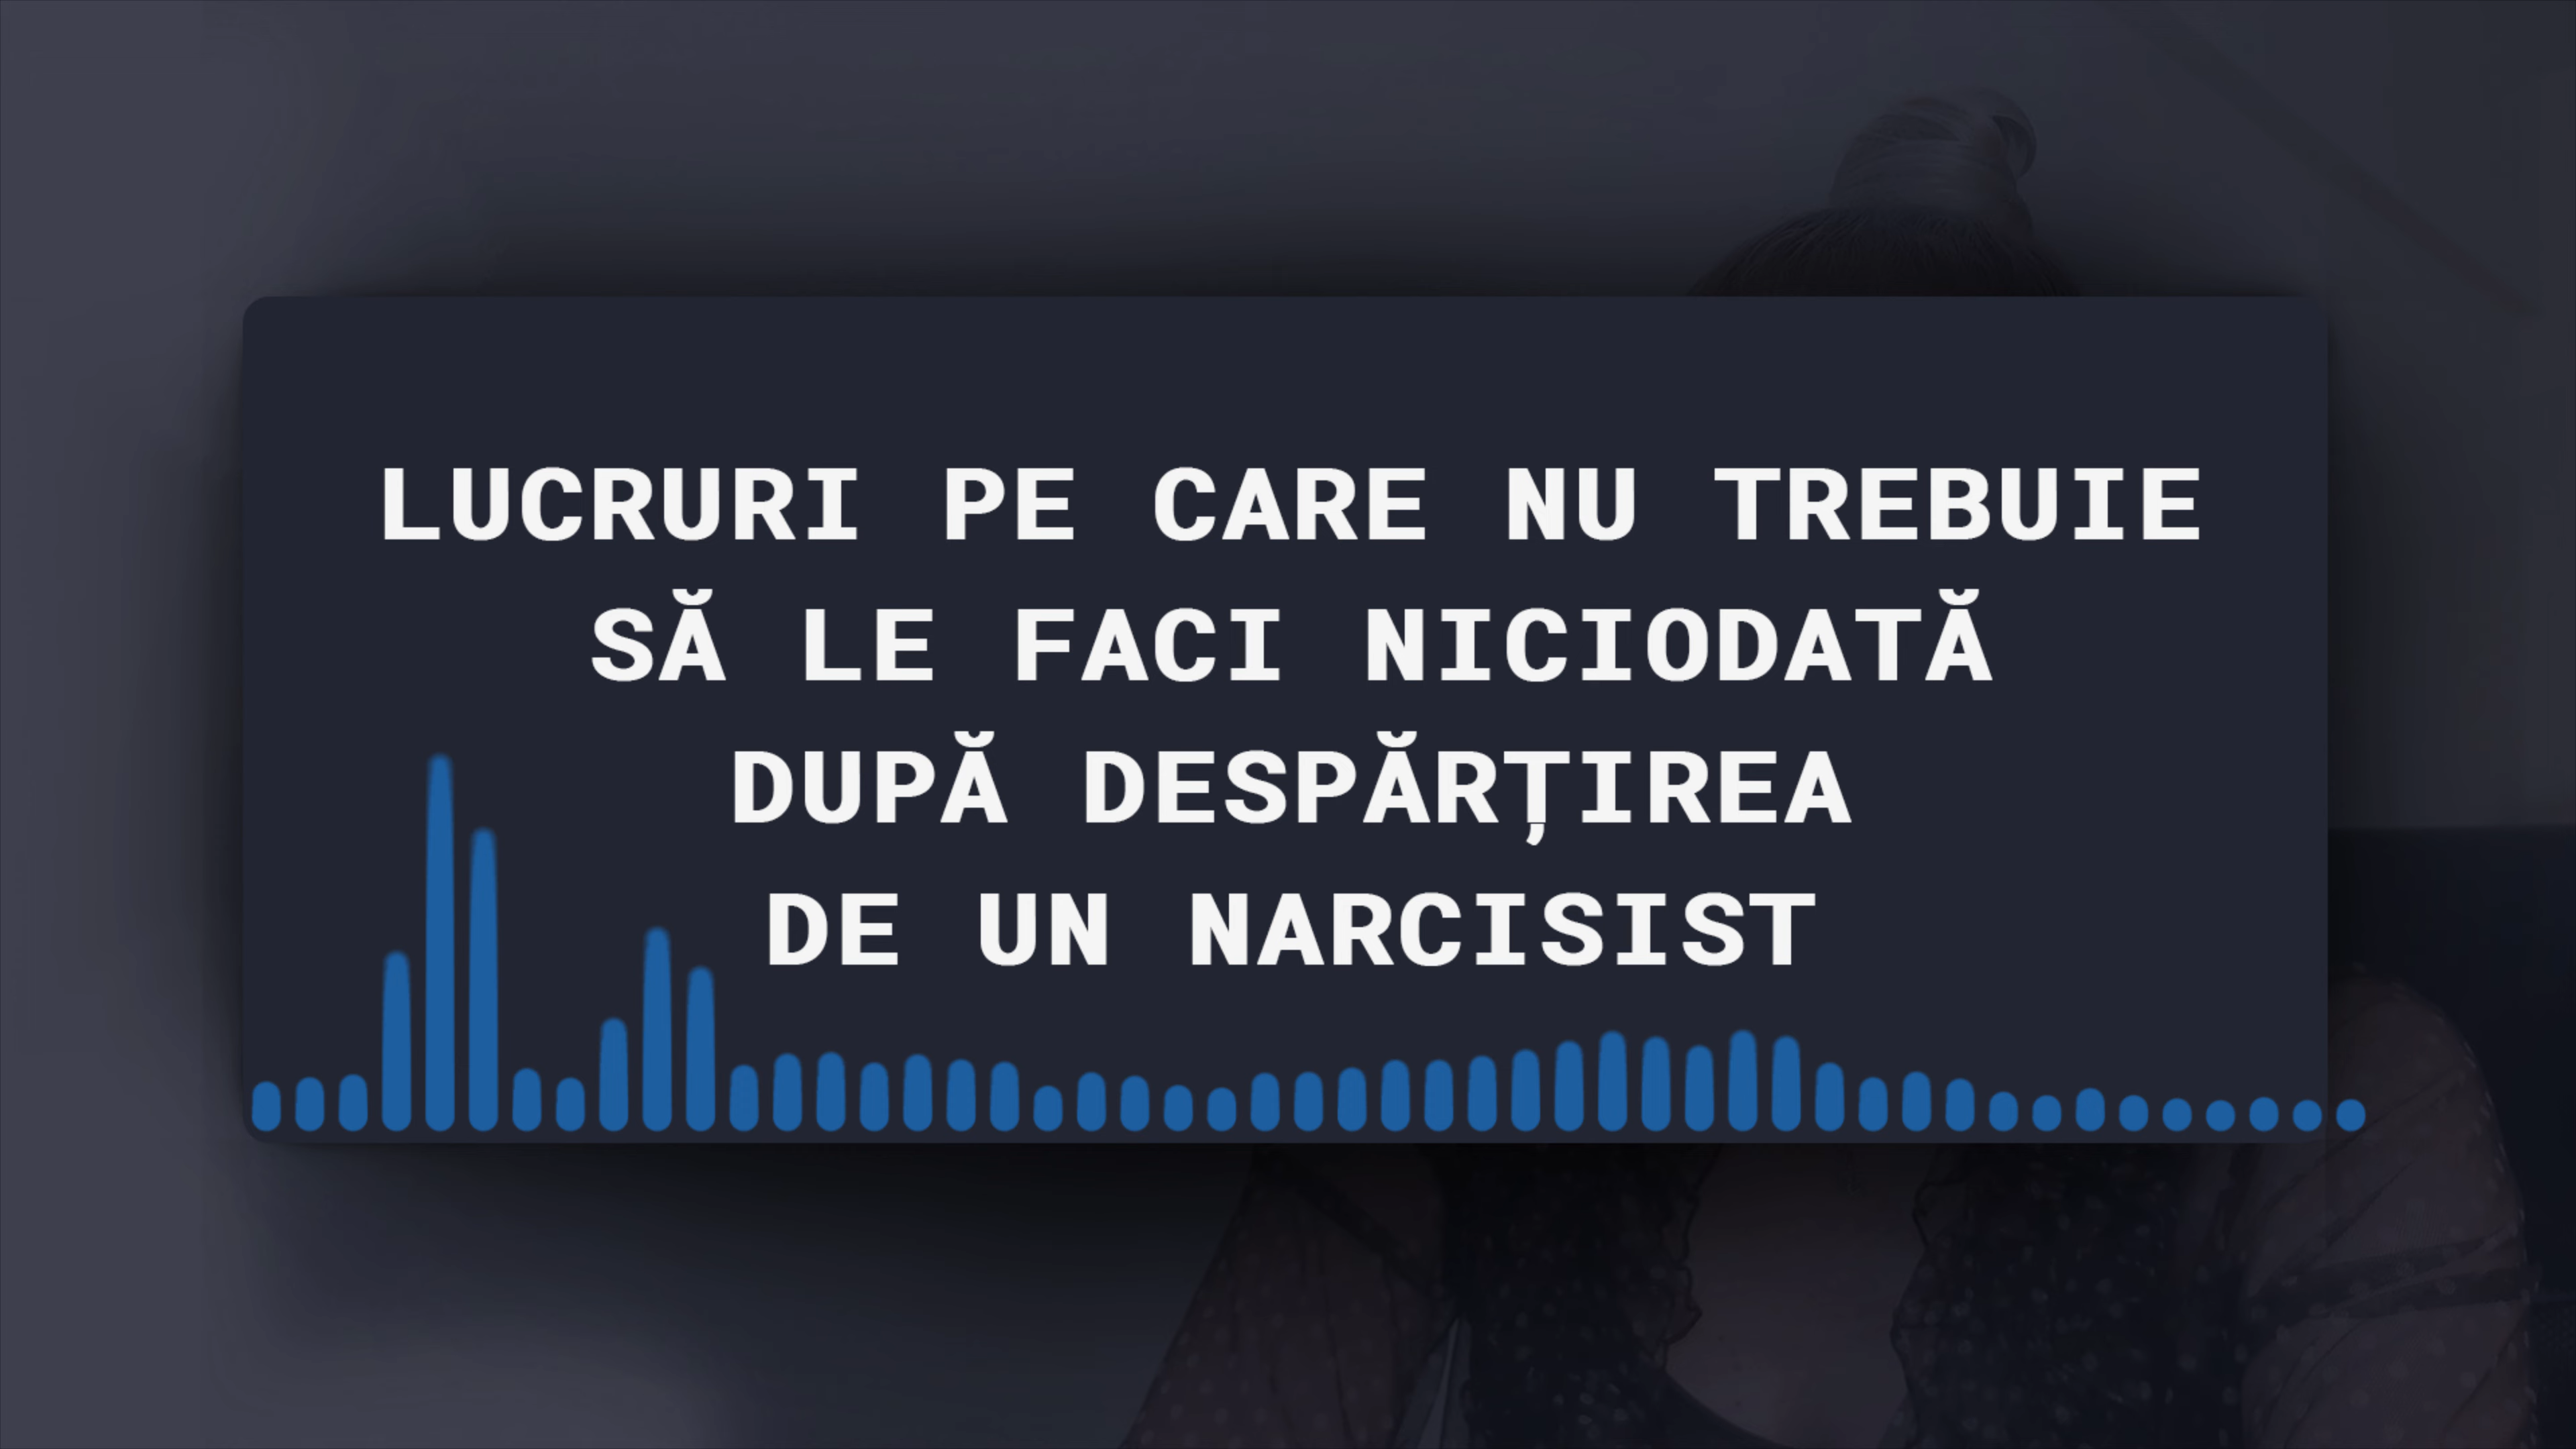 LUCRURI PE CARE NU TREBUIE
SĂ LE FACI NICIODATĂ
DUPĂ DESPĂRȚIREA
DE UN NARCISIST